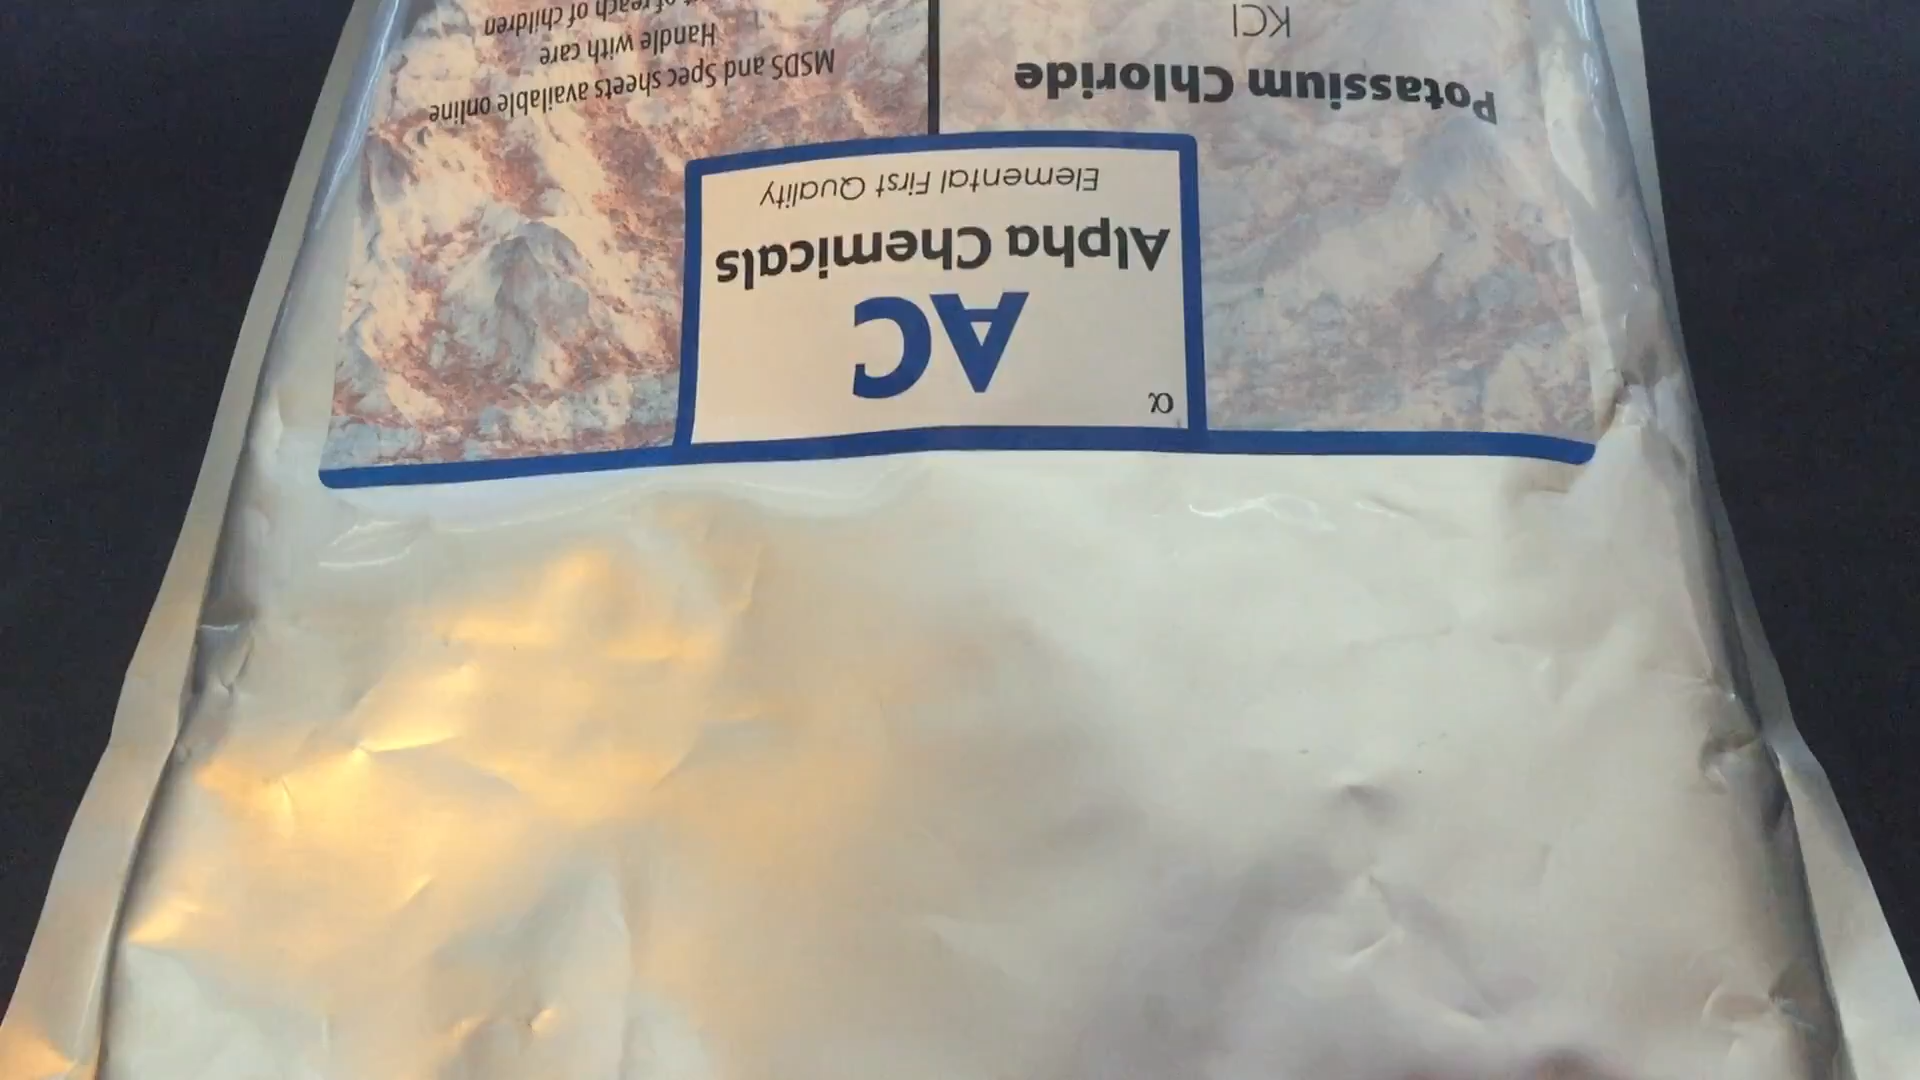 α
AC
Alpha Chemicals
Elemental First Quality
Potassium Chloride
KCl
MSDS and Spec sheets available online
Handle with care
of reach of children